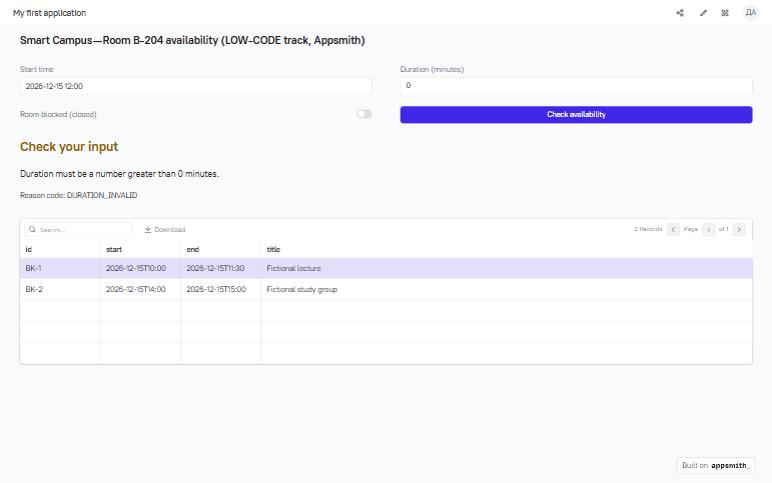 My first application
ДА
Smart Campus—Room B-204 availability (LOW-CODE track, Appsmith)
Start time
Duration (minutes)
2026-12-15 12:00
0
Room blocked (closed)
Check availability
Check your input
Duration must be a number greater than 0 minutes.
Reason code: DURATION_INVALID
Search... Download 2 Records Page 1 of 1
id start end title
BK-1 2026-12-15T10:00 2026-12-15T11:30 Fictional lecture
BK-2 2026-12-15T14:00 2026-12-15T15:00 Fictional study group
Built on appsmith_